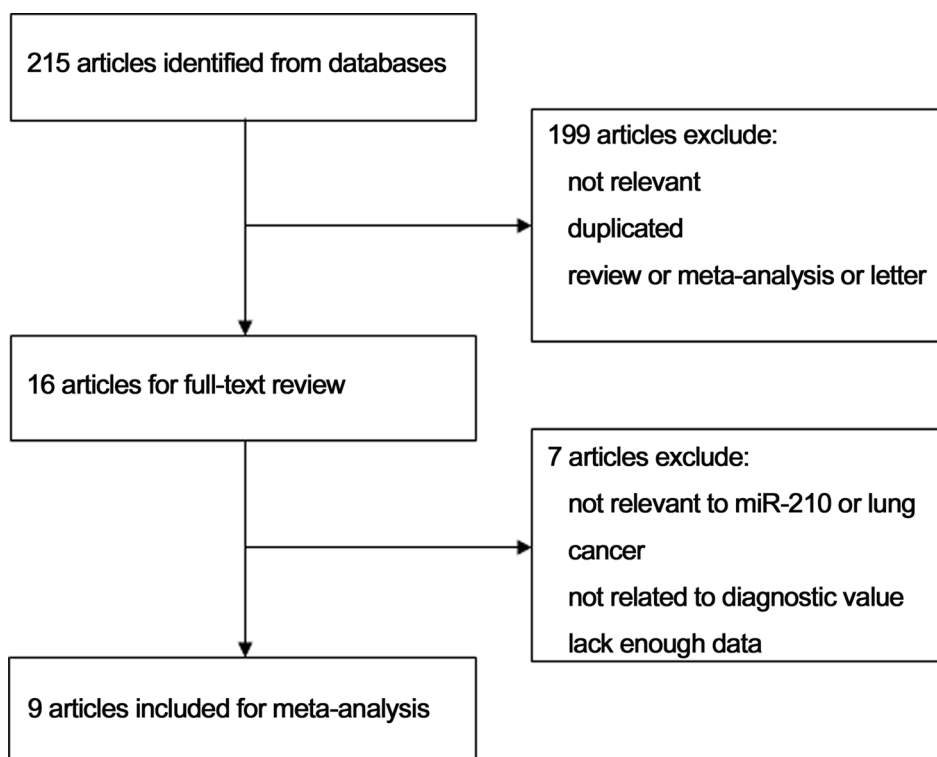 215 articles identified from databases
199 articles exclude:
not relevant
duplicated
review or meta-analysis or letter
16 articles for full-text review
7 articles exclude:
not relevant to miR-210 or lung
cancer
not related to diagnostic value
lack enough data
9 articles included for meta-analysis